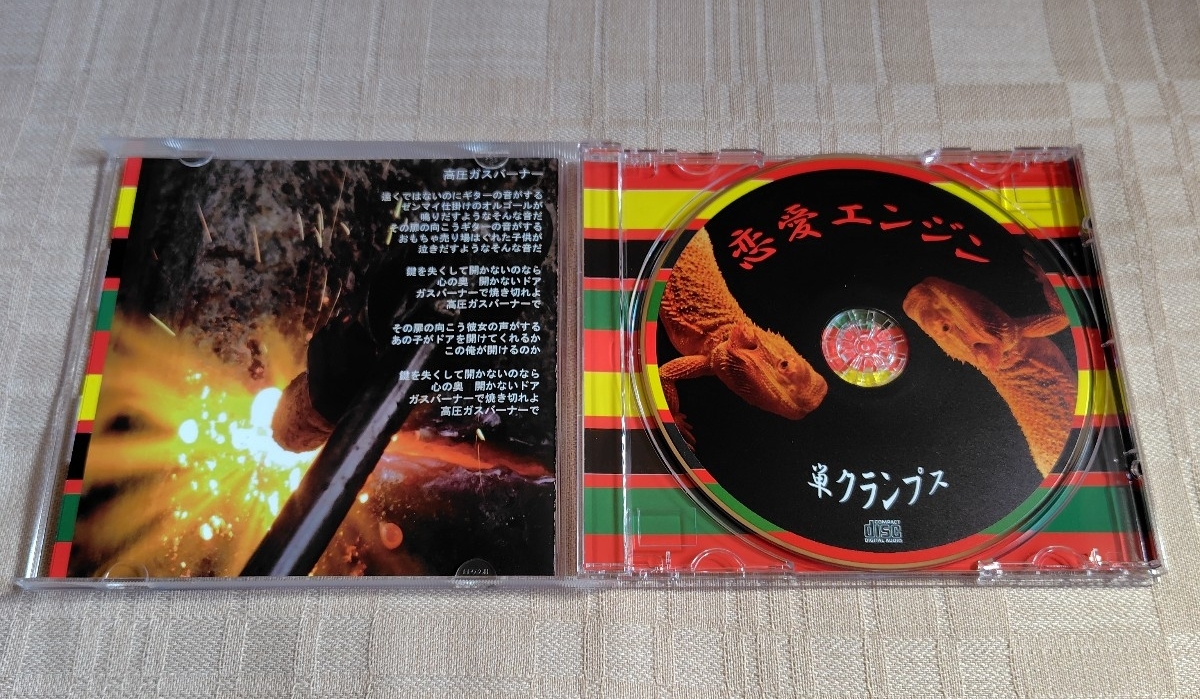 高圧ガスバーナー
遠くではないのにギターの音がする
ゼンマイ仕掛けのオルゴールが
鳴りだすようなそんな音だ
その扉の向こうギターの音がする
おもちゃ売り場はぐれた子供が
泣きだすようなそんな音だ
鍵を失くして開かないのなら
心の奥　開かないドア
ガスバーナーで焼き切れよ
高圧ガスバーナーで
その扉の向こう彼女の声がする
あの子がドアを開けてくれるか
この俺が開けるのか
鍵を失くして開かないのなら
心の奥　開かないドア
ガスバーナーで焼き切れよ
高圧ガスバーナーで
恋愛エンジン
単クランプス
COMPACT
disc
DIGITAL AUDIO